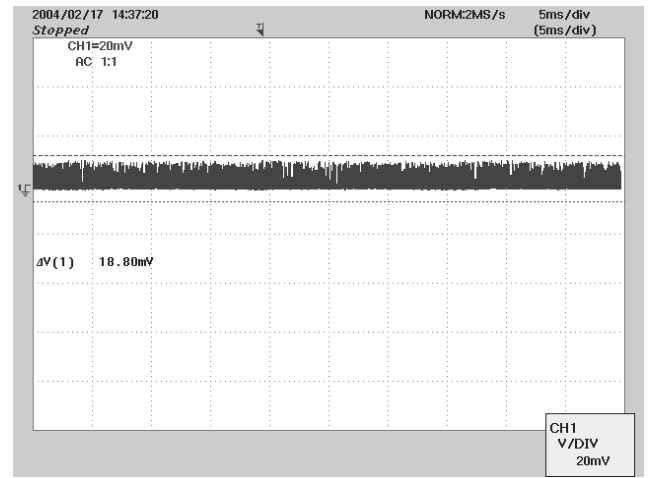 2004/02/17 14:37:20 NORM:2MS/s 5ms/div
Stopped (5ms/div)
CH1=20mV
AC 1:1
1
ΔV(1) 18.80mV
CH1
V/DIV
20mV